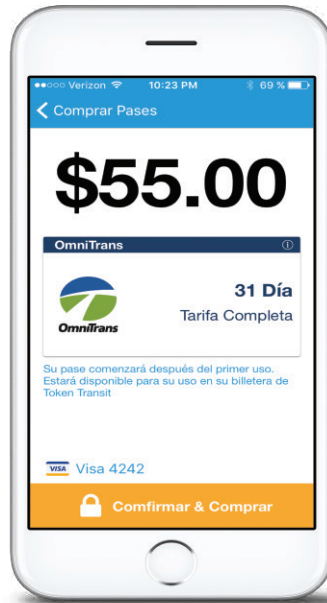 Verizon 10:23 PM 69 %
Comprar Pases
$55.00
OmniTrans
31 Día
Tarifa Completa
OmniTrans
Su pase comenzará después del primer uso.
Estará disponible para su uso en su billetera de
Token Transit
VISA Visa 4242
Comfirmar & Comprar